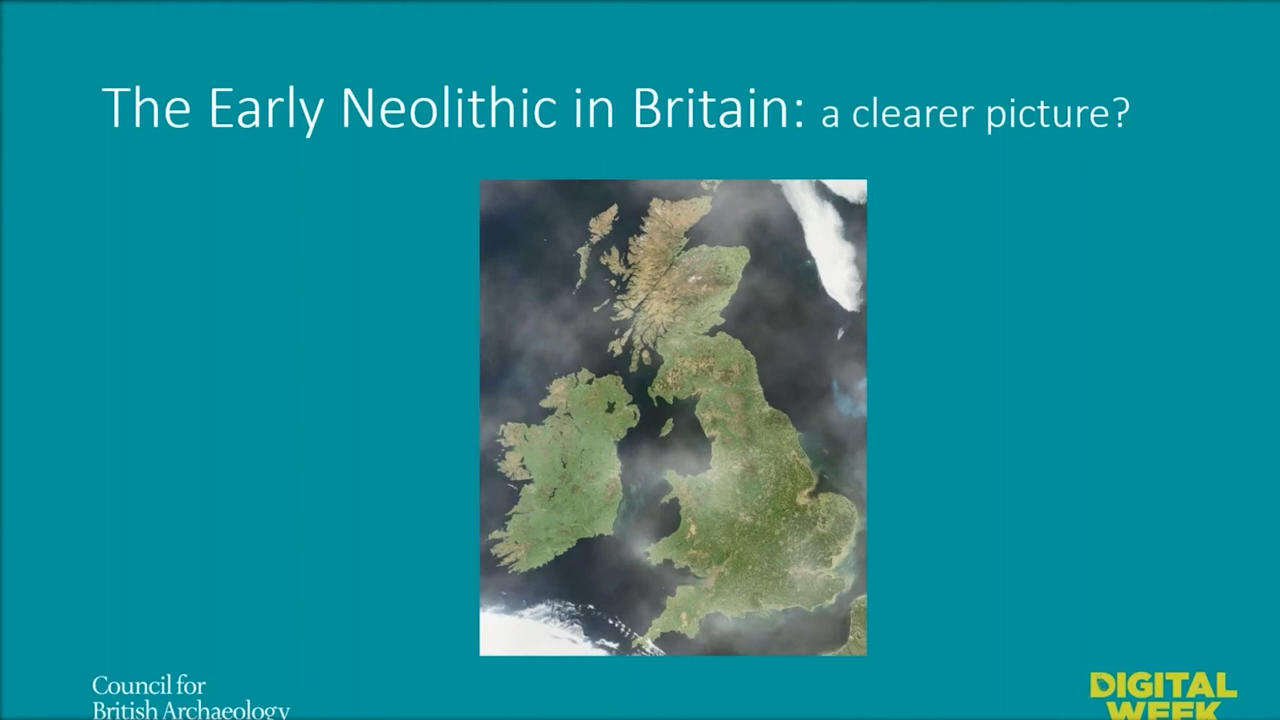 The Early Neolithic in Britain: a clearer picture?
Council for
British Archaeology
DIGITAL
WEEK